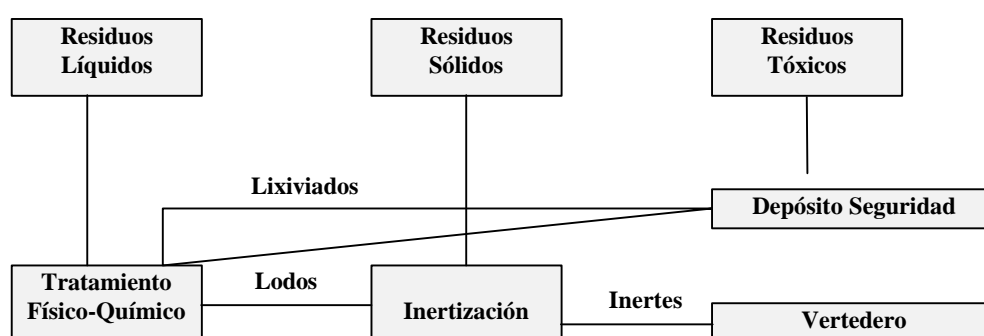 Residuos
Líquidos
Residuos
Sólidos
Residuos
Tóxicos
Lixiviados
Depósito Seguridad
Tratamiento
Físico-Químico
Lodos
Inertización
Inertes
Vertedero